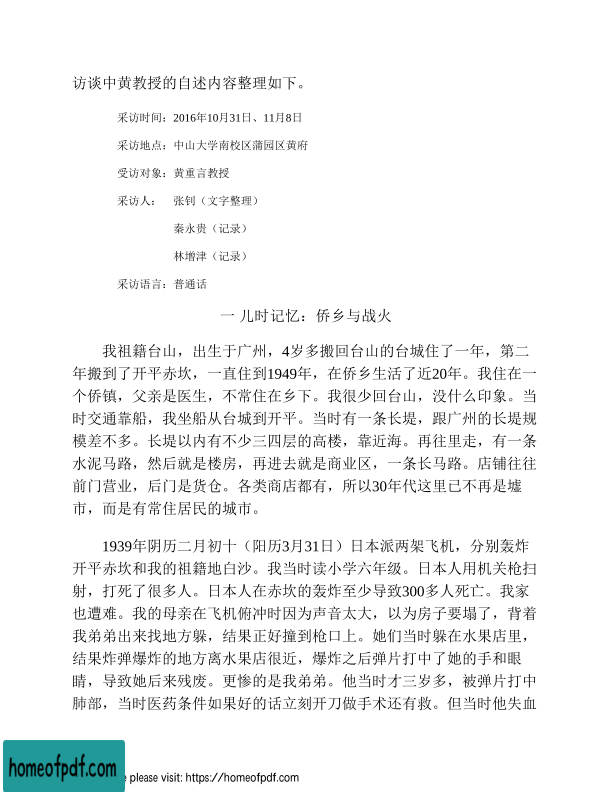 访谈中黄教授的自述内容整理如下。
采访时间：2016年10月31日、11月8日
采访地点：中山大学南校区蒲园区黄府
受访对象：黄重言教授
采访人： 张钊（文字整理）
秦永贵（记录）
林增津（记录）
采访语言：普通话
一 儿时记忆：侨乡与战火
我祖籍台山，出生于广州，4岁多搬回台山的台城住了一年，第二
年搬到了开平赤坎，一直住到1949年，在侨乡生活了近20年。我住在一
个侨镇，父亲是医生，不常住在乡下。我很少回台山，没什么印象。当
时交通靠船，我坐船从台城到开平。当时有一条长堤，跟广州的长堤规
模差不多。长堤以内有不少三四层的高楼，靠近海。再往里走，有一条
水泥马路，然后就是楼房，再进去就是商业区，一条长马路。店铺往往
前门营业，后门是货仓。各类商店都有，所以30年代这里已不再是墟
市，而是有常住居民的城市。
1939年阴历二月初十（阳历3月31日）日本派两架飞机，分别轰炸
开平赤坎和我的祖籍地白沙。我当时读小学六年级。日本人用机关枪扫
射，打死了很多人。日本人在赤坎的轰炸至少导致300多人死亡。我家
也遭难。我的母亲在飞机俯冲时因为声音太大，以为房子要塌了，背着
我弟弟出来找地方躲，结果正好撞到枪口上。她们当时躲在水果店里，
结果炸弹爆炸的地方离水果店很近，爆炸之后弹片打中了她的手和眼
睛，导致她后来残废。更惨的是我弟弟。他当时才三岁多，被弹片打中
肺部，当时医药条件如果好的话立刻开刀做手术还有救。但当时他失血
homeofpdf.com
e please visit: https://homeofpdf.com